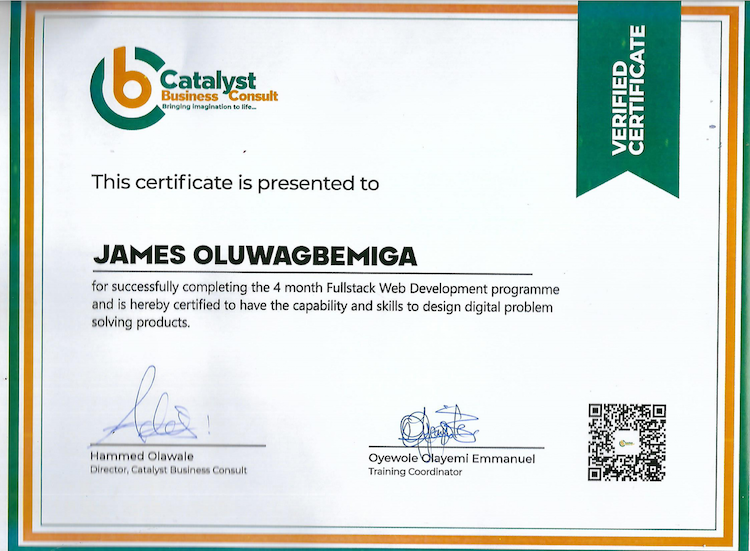 Catalyst
Business Consult
Bringing imagination to life...
VERIFIED
CERTIFICATE
This certificate is presented to
JAMES OLUWAGBEMIGA
for successfully completing the 4 month Fullstack Web Development programme
and is hereby certified to have the capability and skills to design digital problem
solving products.
Hammed Olawale
Director, Catalyst Business Consult
Oyewole Olayemi Emmanuel
Training Coordinator